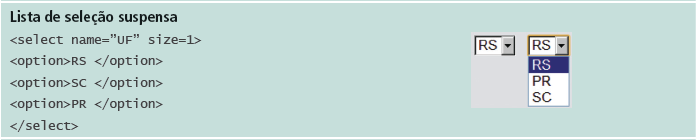 Lista de seleção suspensa
<select name=”UF” size=1>
<option>RS </option>
<option>SC </option>
<option>PR </option>
</select>
RS RS
RS
PR
SC